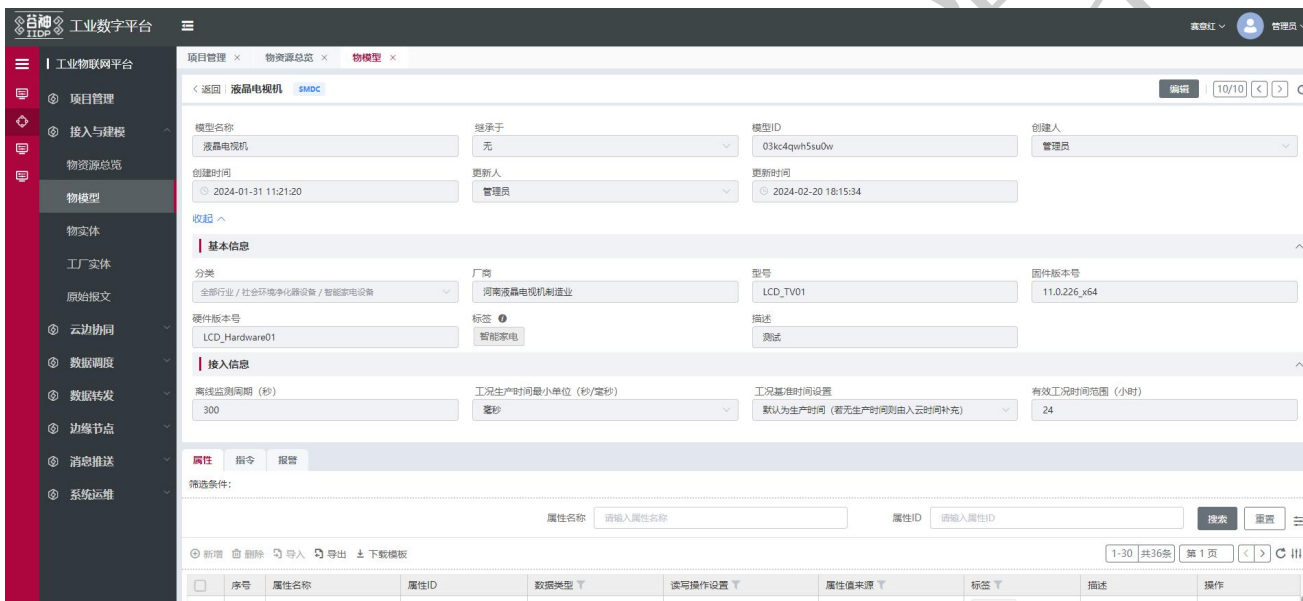 谷神 IIDP 工业数字平台 赛意红 管理员
工业物联网平台 项目管理 × 物资源总览 × 物模型 ×
项目管理
接入与建模
物资源总览
物模型
物实体
工厂实体
原始报文
云边协同
数据调度
数据转发
边缘节点
消息推送
系统运维
返回 液晶电视机 SMDC 编辑 10/10
模型名称 继承于 模型ID 创建人
液晶电视机 无 03kc4qwh5su0w 管理员
创建时间 更新人 更新时间
2024-01-31 11:21:20 管理员 2024-02-20 18:15:34
收起
基本信息
分类 厂商 型号 固件版本号
全部行业 / 社会环境净化器设备 / 智能家电设备 河南液晶电视机制造业 LCD_TV01 11.0.226_x64
硬件版本号 标签 描述
LCD_Hardware01 智能家电 测试
接入信息
离线监测周期(秒) 工况生产时间最小单位(秒/毫秒) 工况基准时间设置 有效工况时间范围(小时)
300 毫秒 默认为生产时间(若无生产时间则由入云时间补充) 24
属性 指令 报警
筛选条件:
属性名称 请输入属性名称 属性ID 请输入属性ID 搜索 重置
新增 删除 导入 导出 下载模板 1-30 共36条 第 1 页
序号 属性名称 属性ID 数据类型 读写操作设置 属性值来源 标签 描述 操作